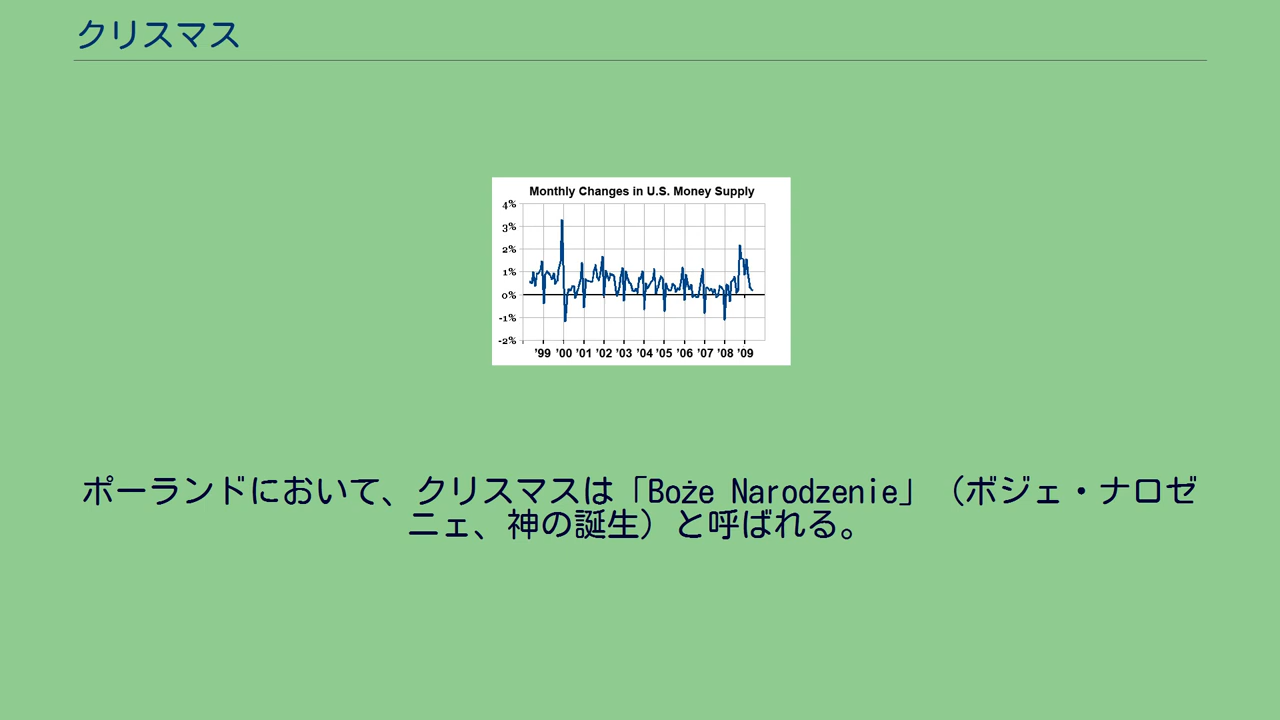 クリスマス
Monthly Changes in U.S. Money Supply
4%
3%
2%
1%
0%
-1%
-2%
'99 '00 '01 '02 '03 '04 '05 '06 '07 '08 '09
ポーランドにおいて、クリスマスは「Boże Narodzenie」（ボジェ・ナロゼ
ニェ、神の誕生）と呼ばれる。